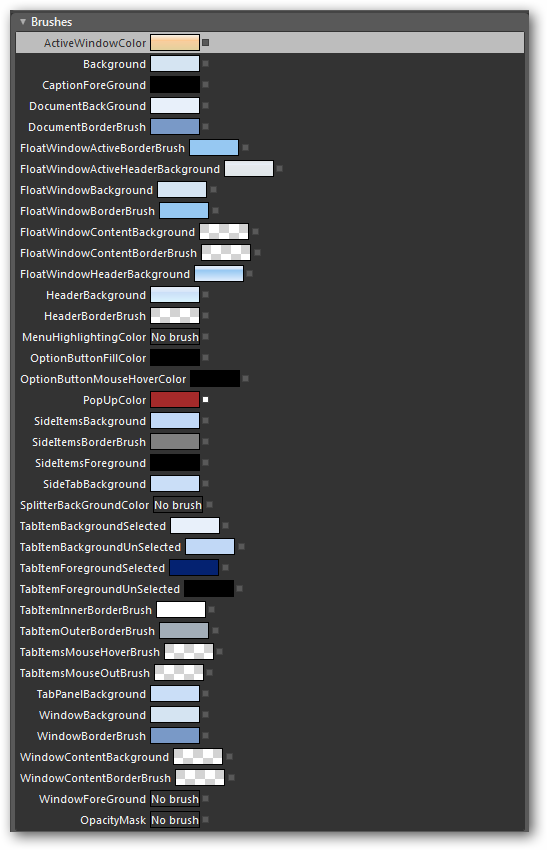 Brushes
ActiveWindowColor
Background
CaptionForeGround
DocumentBackGround
DocumentBorderBrush
FloatWindowActiveBorderBrush
FloatWindowActiveHeaderBackground
FloatWindowBackground
FloatWindowBorderBrush
FloatWindowContentBackground
FloatWindowContentBorderBrush
FloatWindowHeaderBackground
HeaderBackground
HeaderBorderBrush
MenuHighlightingColor No brush
OptionButtonFillColor
OptionButtonMouseHoverColor
PopUpColor
SideItemsBackground
SideItemsBorderBrush
SideItemsForeground
SideTabBackground
SplitterBackGroundColor No brush
TabItemBackgroundSelected
TabItemBackgroundUnSelected
TabItemForegroundSelected
TabItemForegroundUnSelected
TabItemInnerBorderBrush
TabItemOuterBorderBrush
TabItemsMouseHoverBrush
TabItemsMouseOutBrush
TabPanelBackground
WindowBackground
WindowBorderBrush
WindowContentBackground
WindowContentBorderBrush
WindowForeGround No brush
OpacityMask No brush